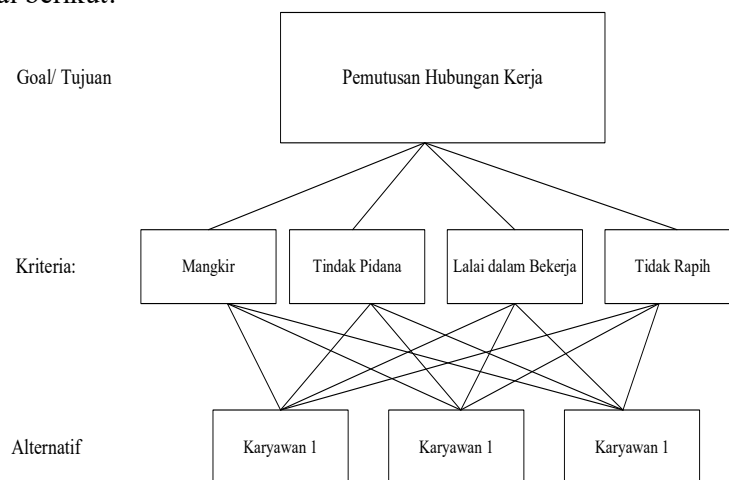 al berikut:
Goal/ Tujuan
Pemutusan Hubungan Kerja
Kriteria:
Mangkir
Tindak Pidana
Lalai dalam Bekerja
Tidak Rapih
Alternatif
Karyawan 1
Karyawan 1
Karyawan 1